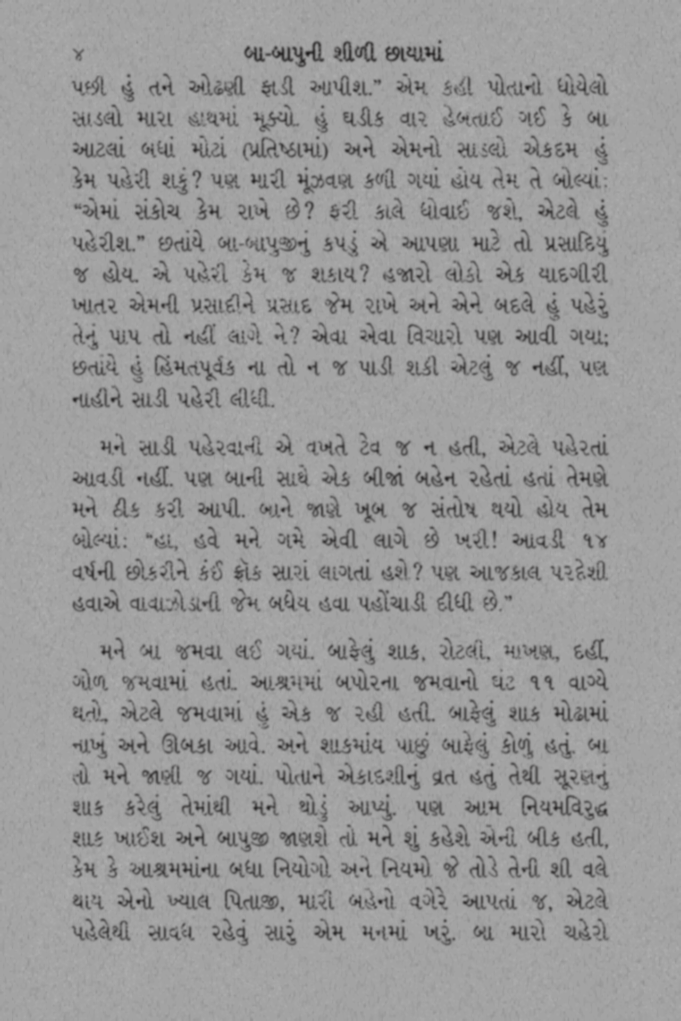 ૪ બા-બાપુની શીળી છાયામાં
પછી હું તને ઓઢણી ફાડી આપીશ.” એમ કહી પોતાનો ધોયેલો
સાડલો મારા હાથમાં મૂક્યો. હું ઘડીક વાર હેબતાઈ ગઈ કે બા
આટલાં બધાં મોટાં (પ્રતિષ્ઠામાં) અને એમનો સાડલો એકદમ હું
કેમ પહેરી શકું? પણ મારી મૂંઝવણ કળી ગયાં હોય તેમ તે બોલ્યાં:
“એમાં સંકોચ કેમ રાખે છે? ફરી કાલે ધોવાઈ જશે, એટલે હું
પહેરીશ.” છતાંયે બા-બાપુજીનું કપડું એ આપણા માટે તો પ્રસાદિયું
જ હોય. એ પહેરી કેમ જ શકાય? હજારો લોકો એક યાદગીરી
ખાતર એમની પ્રસાદીને પ્રસાદ જેમ રાખે અને એને બદલે હું પહેરું
તેનું પાપ તો નહીં લાગે ને? એવા એવા વિચારો પણ આવી ગયા;
છતાંયે હું હિંમતપૂર્વક ના તો ન જ પાડી શકી એટલું જ નહીં, પણ
નાહીને સાડી પહેરી લીધી.
મને સાડી પહેરવાની એ વખતે ટેવ જ ન હતી, એટલે પહેરતાં
આવડી નહીં. પણ બાની સાથે એક બીજાં બહેન રહેતાં હતાં તેમણે
મને ઠીક કરી આપી. બાને જાણે ખૂબ જ સંતોષ થયો હોય તેમ
બોલ્યાં: “હા, હવે મને ગમે એવી લાગે છે ખરી! આવડી ૧૪
વર્ષની છોકરીને કંઈ ફ્રૉક સારાં લાગતાં હશે? પણ આજકાલ પરદેશી
હવાએ વાવાઝોડાની જેમ બધેય હવા પહોંચાડી દીધી છે.”
મને બા જમવા લઈ ગયાં. બાફેલું શાક, રોટલી, માખણ, દહીં,
ગોળ જમવામાં હતાં. આશ્રમમાં બપોરના જમવાનો ઘંટ ૧૧ વાગ્યે
થતો, એટલે જમવામાં હું એક જ રહી હતી. બાફેલું શાક મોઢામાં
નાખું અને ઊબકા આવે. અને શાકમાંય પાછું બાફેલું કોળું હતું. બા
તો મને જાણી જ ગયાં. પોતાને એકાદશીનું વ્રત હતું તેથી સૂરણનું
શાક કરેલું તેમાંથી મને થોડું આપ્યું. પણ આમ નિયમવિરુદ્ધ
શાક ખાઈશ અને બાપુજી જાણશે તો મને શું કહેશે એની બીક હતી,
કેમ કે આશ્રમમાંના બધા નિયોગો અને નિયમો જે તોડે તેની શી વલે
થાય એનો ખ્યાલ પિતાજી, મારી બહેનો વગેરે આપતાં જ, એટલે
પહેલેથી સાવધ રહેવું સારું એમ મનમાં ખરું. બા મારો ચહેરો